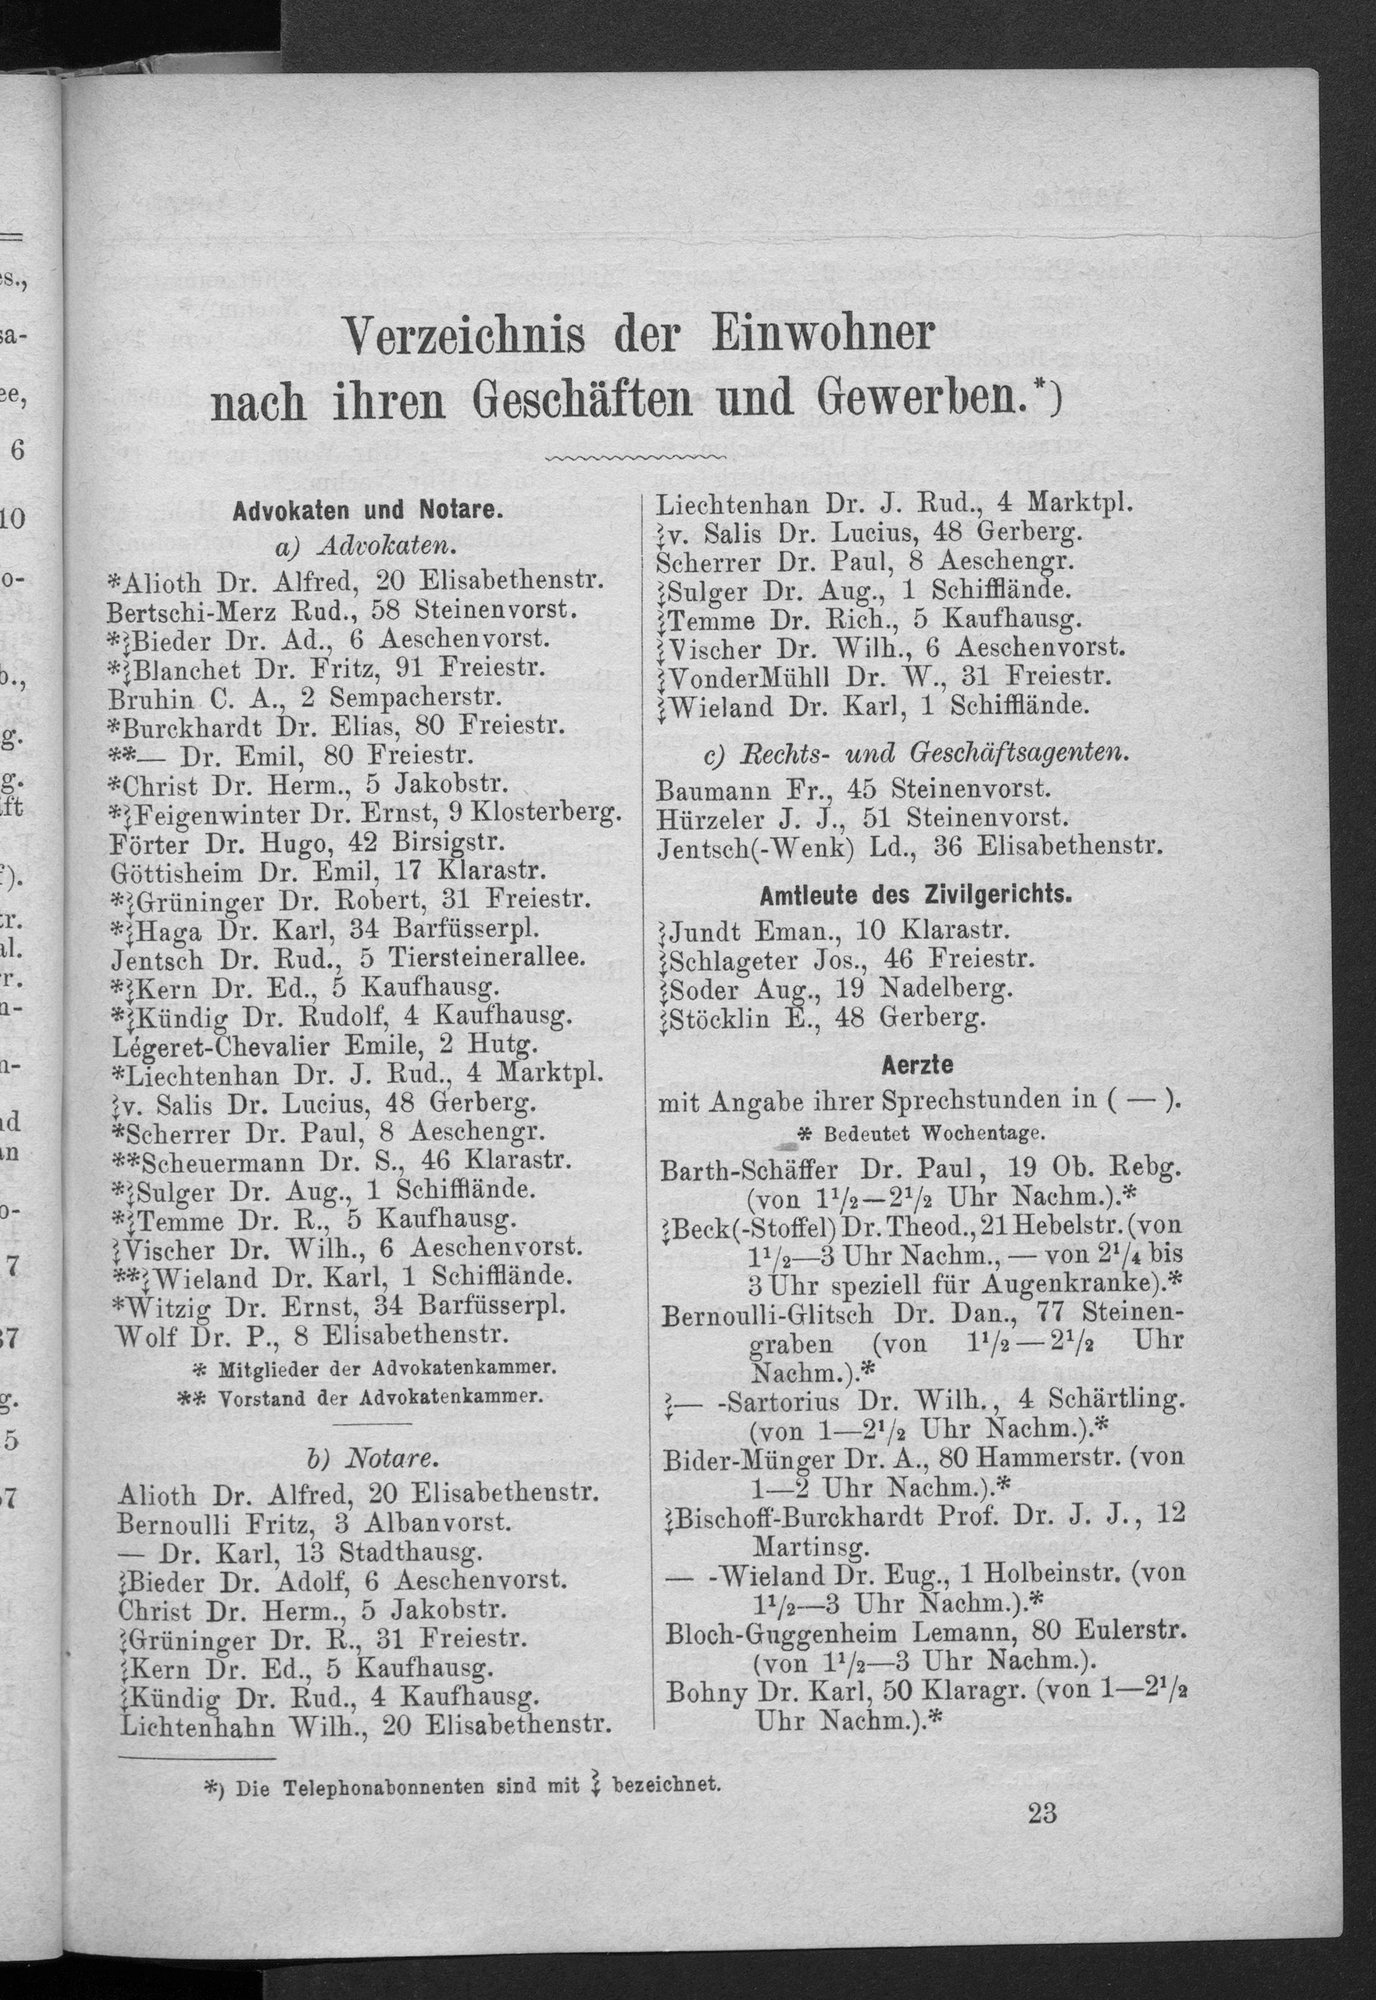 Verzeichnis der Einwohner
nach ihren Geschäften und Gewerben.*)
Advokaten und Notare.
a) Advokaten.
*Alioth Dr. Alfred, 20 Elisabethenstr.
Bertschi-Merz Rud., 58 Steinenvorst.
*⚡Bieder Dr. Ad., 6 Aeschenvorst.
*⚡Blanchet Dr. Fritz, 91 Freiestr.
Bruhin C. A., 2 Sempacherstr.
*Burckhardt Dr. Elias, 80 Freiestr.
**— Dr. Emil, 80 Freiestr.
*Christ Dr. Herm., 5 Jakobstr.
*⚡Feigenwinter Dr. Ernst, 9 Klosterberg.
Förter Dr. Hugo, 42 Birsigstr.
Göttisheim Dr. Emil, 17 Klarastr.
*⚡Grüninger Dr. Robert, 31 Freiestr.
*⚡Haga Dr. Karl, 34 Barfüsserpl.
Jentsch Dr. Rud., 5 Tiersteinerallee.
*⚡Kern Dr. Ed., 5 Kaufhausg.
*⚡Kündig Dr. Rudolf, 4 Kaufhausg.
Légeret-Chevalier Emile, 2 Hutg.
*Liechtenhan Dr. J. Rud., 4 Marktpl.
⚡v. Salis Dr. Lucius, 48 Gerberg.
*Scherrer Dr. Paul, 8 Aeschengr.
**Scheuermann Dr. S., 46 Klarastr.
*⚡Sulger Dr. Aug., 1 Schifflände.
*⚡Temme Dr. R., 5 Kaufhausg.
⚡Vischer Dr. Wilh., 6 Aeschenvorst.
**⚡Wieland Dr. Karl, 1 Schifflände.
*Witzig Dr. Ernst, 34 Barfüsserpl.
Wolf Dr. P., 8 Elisabethenstr.
* Mitglieder der Advokatenkammer.
** Vorstand der Advokatenkammer.
b) Notare.
Alioth Dr. Alfred, 20 Elisabethenstr.
Bernoulli Fritz, 3 Albanvorst.
— Dr. Karl, 13 Stadthausg.
⚡Bieder Dr. Adolf, 6 Aeschenvorst.
Christ Dr. Herm., 5 Jakobstr.
⚡Grüninger Dr. R., 31 Freiestr.
⚡Kern Dr. Ed., 5 Kaufhausg.
⚡Kündig Dr. Rud., 4 Kaufhausg.
Lichtenhahn Wilh., 20 Elisabethenstr.
Liechtenhan Dr. J. Rud., 4 Marktpl.
⚡v. Salis Dr. Lucius, 48 Gerberg.
Scherrer Dr. Paul, 8 Aeschengr.
⚡Sulger Dr. Aug., 1 Schifflände.
⚡Temme Dr. Rich., 5 Kaufhausg.
⚡Vischer Dr. Wilh., 6 Aeschenvorst.
⚡VonderMühll Dr. W., 31 Freiestr.
⚡Wieland Dr. Karl, 1 Schifflände.
c) Rechts- und Geschäftsagenten.
Baumann Fr., 45 Steinenvorst.
Hürzeler J. J., 51 Steinenvorst.
Jentsch(-Wenk) Ld., 36 Elisabethenstr.
Amtleute des Zivilgerichts.
⚡Jundt Eman., 10 Klarastr.
⚡Schlageter Jos., 46 Freiestr.
⚡Soder Aug., 19 Nadelberg.
⚡Stöcklin E., 48 Gerberg.
Aerzte
mit Angabe ihrer Sprechstunden in ( — ).
* Bedeutet Wochentage.
Barth-Schäffer Dr. Paul, 19 Ob. Rebg.
(von 1½—2½ Uhr Nachm.).*
⚡Beck(-Stoffel) Dr. Theod., 21 Hebelstr. (von
1½—3 Uhr Nachm., — von 2¼ bis
3 Uhr speziell für Augenkranke).*
Bernoulli-Glitsch Dr. Dan., 77 Steinen-
graben (von 1½—2½ Uhr
Nachm.).*
⚡— -Sartorius Dr. Wilh., 4 Schärtling.
(von 1—2½ Uhr Nachm.).*
Bider-Münger Dr. A., 80 Hammerstr. (von
1—2 Uhr Nachm.).*
⚡Bischoff-Burckhardt Prof. Dr. J. J., 12
Martinsg.
— -Wieland Dr. Eug., 1 Holbeinstr. (von
1½—3 Uhr Nachm.).*
Bloch-Guggenheim Lemann, 80 Eulerstr.
(von 1½—3 Uhr Nachm.).
Bohny Dr. Karl, 50 Klaragr. (von 1—2½
Uhr Nachm.).*
*) Die Telephonabonnenten sind mit ⚡ bezeichnet.
23